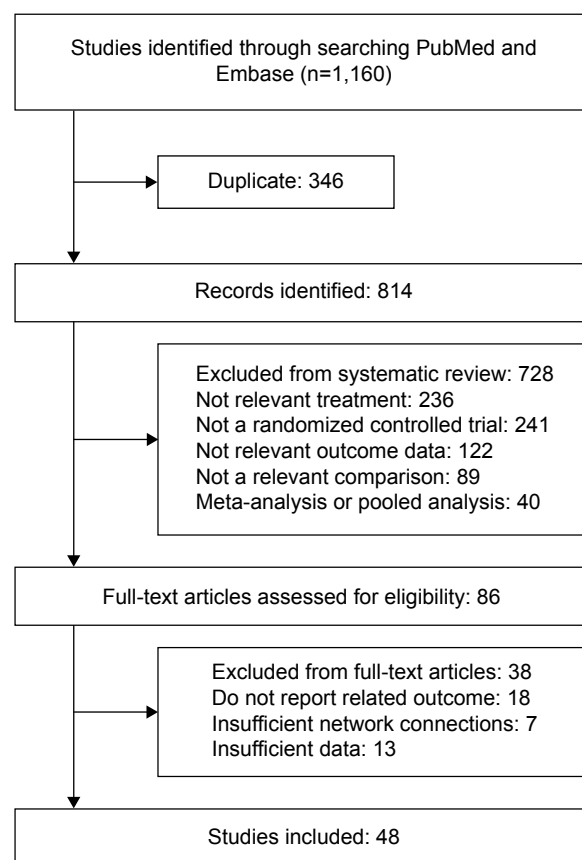 Studies identified through searching PubMed and
Embase (n=1,160)
Duplicate: 346
Records identified: 814
Excluded from systematic review: 728
Not relevant treatment: 236
Not a randomized controlled trial: 241
Not relevant outcome data: 122
Not a relevant comparison: 89
Meta-analysis or pooled analysis: 40
Full-text articles assessed for eligibility: 86
Excluded from full-text articles: 38
Do not report related outcome: 18
Insufficient network connections: 7
Insufficient data: 13
Studies included: 48